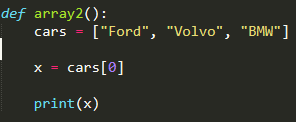 def array2():
    cars = ["Ford", "Volvo", "BMW"]
    x = cars[0]
    print(x)